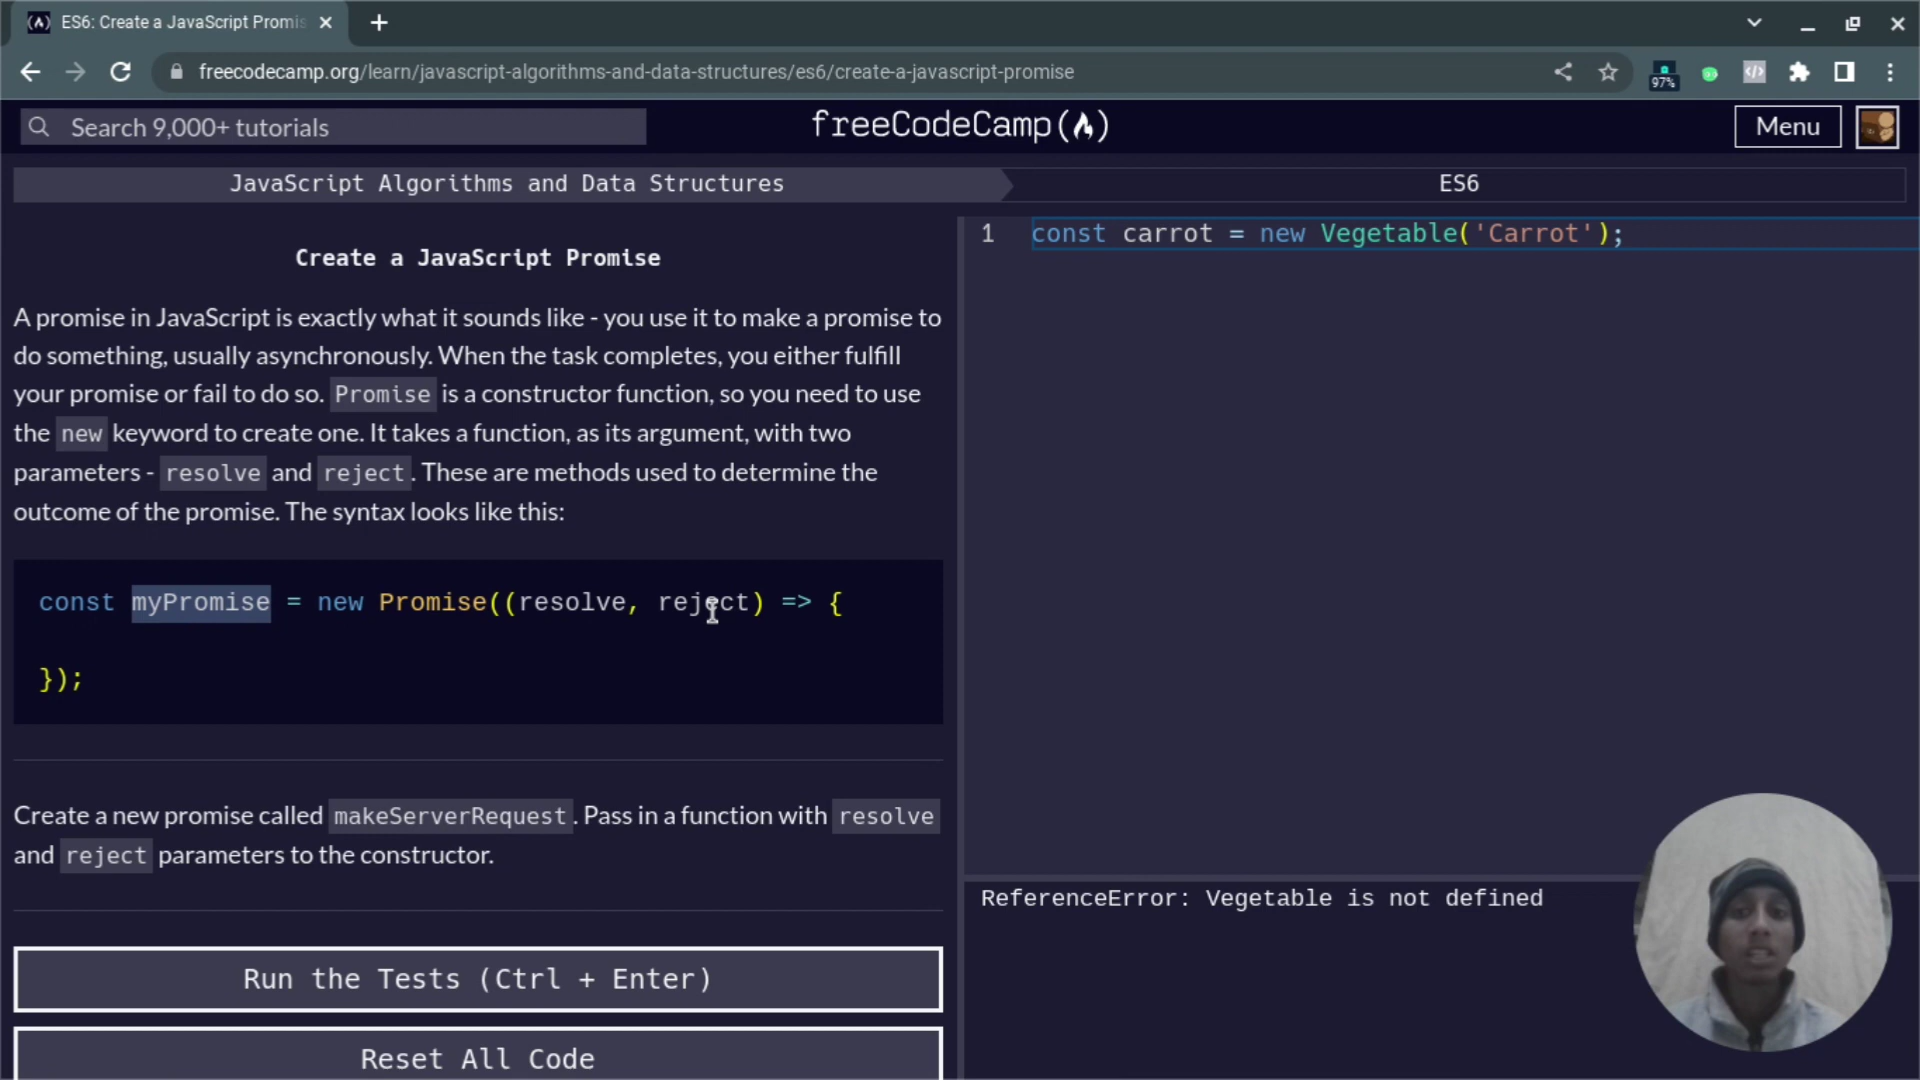 ES6: Create a JavaScript Promis
freecodecamp.org/learn/javascript-algorithms-and-data-structures/es6/create-a-javascript-promise
97%
Search 9,000+ tutorials
freeCodeCamp
Menu
JavaScript Algorithms and Data Structures
ES6
Create a JavaScript Promise
A promise in JavaScript is exactly what it sounds like - you use it to make a promise to
do something, usually asynchronously. When the task completes, you either fulfill
your promise or fail to do so. Promise is a constructor function, so you need to use
the new keyword to create one. It takes a function, as its argument, with two
parameters - resolve and reject. These are methods used to determine the
outcome of the promise. The syntax looks like this:
const myPromise = new Promise((resolve, reject) => {
});
Create a new promise called makeServerRequest. Pass in a function with resolve
and reject parameters to the constructor.
Run the Tests (Ctrl + Enter)
Reset All Code
1 const carrot = new Vegetable('Carrot');
ReferenceError: Vegetable is not defined